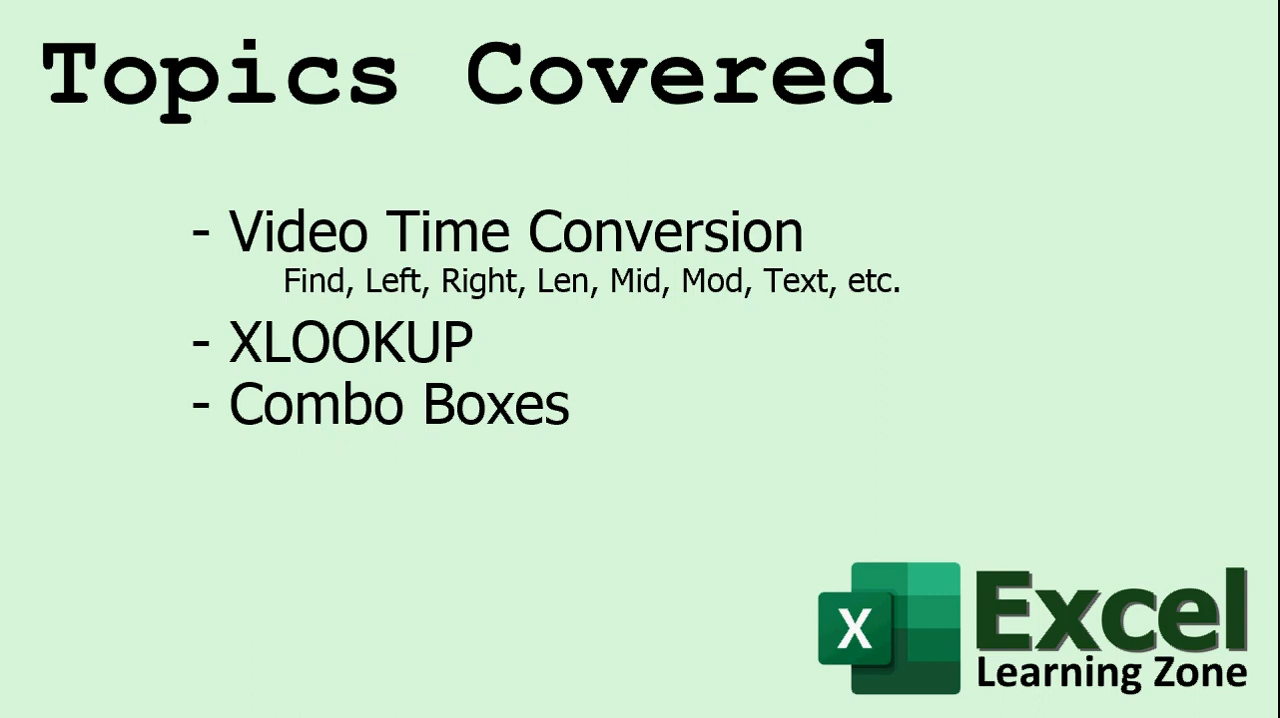 Topics Covered
- Video Time Conversion
Find, Left, Right, Len, Mid, Mod, Text, etc.
- XLOOKUP
- Combo Boxes
X
Excel
Learning Zone